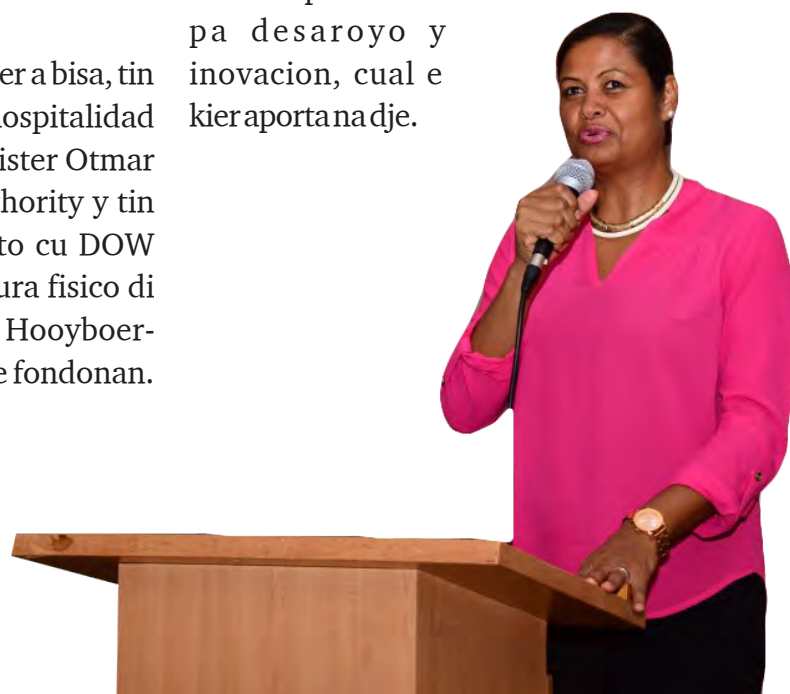 er a bisa, tin
ospitalidad
ister Otmar
hority y tin
to cu DOW
ura fisico di
Hooyboer-
e fondonan.
pa desaroyo y
inovacion, cual e
kier aporta na dje.